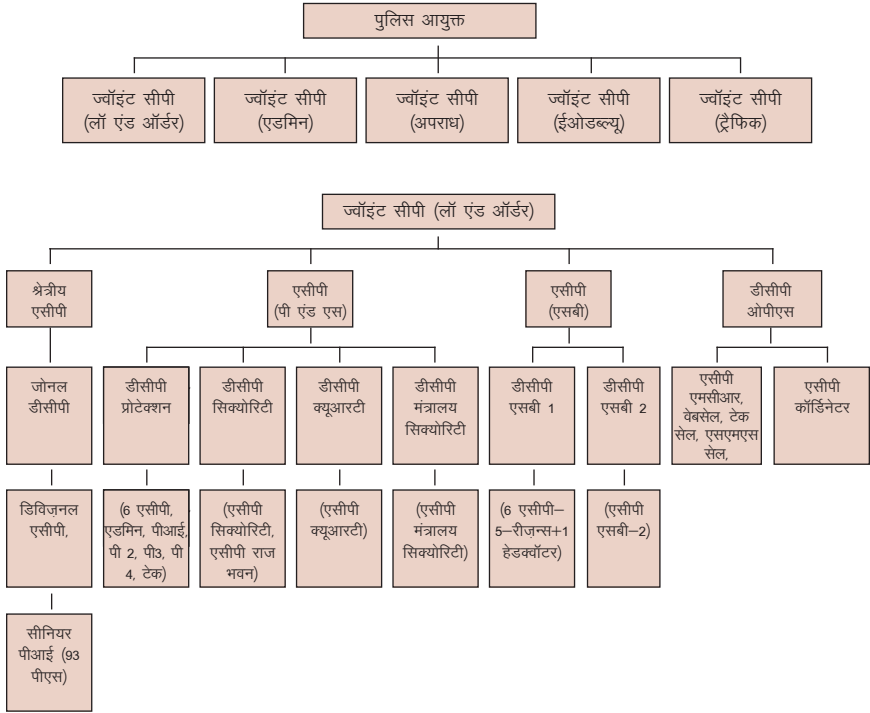 पुलिस आयुक्त
ज्वॉइंट सीपी
(लॉ एंड ऑर्डर)
ज्वॉइंट सीपी
(एडमिन)
ज्वॉइंट सीपी
(अपराध)
ज्वॉइंट सीपी
(ईओडब्ल्यू)
ज्वॉइंट सीपी
(ट्रैफिक)
ज्वॉइंट सीपी (लॉ एंड ऑर्डर)
श्रेत्रीय
एसीपी
एसीपी
(पी एंड एस)
एसीपी
(एसबी)
डीसीपी
ओपीएस
जोनल
डीसीपी
डीसीपी
प्रोटेक्शन
डीसीपी
सिक्योरिटी
डीसीपी
क्यूआरटी
डीसीपी
मंत्रालय
सिक्योरिटी
डीसीपी
एसबी 1
डीसीपी
एसबी 2
एसीपी
एमसीआर,
वेबसेल, टेक
सेल, एसएमएस
सेल,
एसीपी
कॉर्डिनेटर
डिविज़नल
एसीपी,
(6 एसीपी,
एडमिन, पीआई,
पी 2, पी3, पी
4, टेक)
(एसीपी
सिक्योरिटी,
एसीपी राज
भवन)
(एसीपी
क्यूआरटी)
(एसीपी
मंत्रालय
सिक्योरिटी)
(6 एसीपी–
5–रीज़न्स+1
हेडक्वॉटर)
(एसीपी
एसबी–2)
सीनियर
पीआई (93
पीएस)